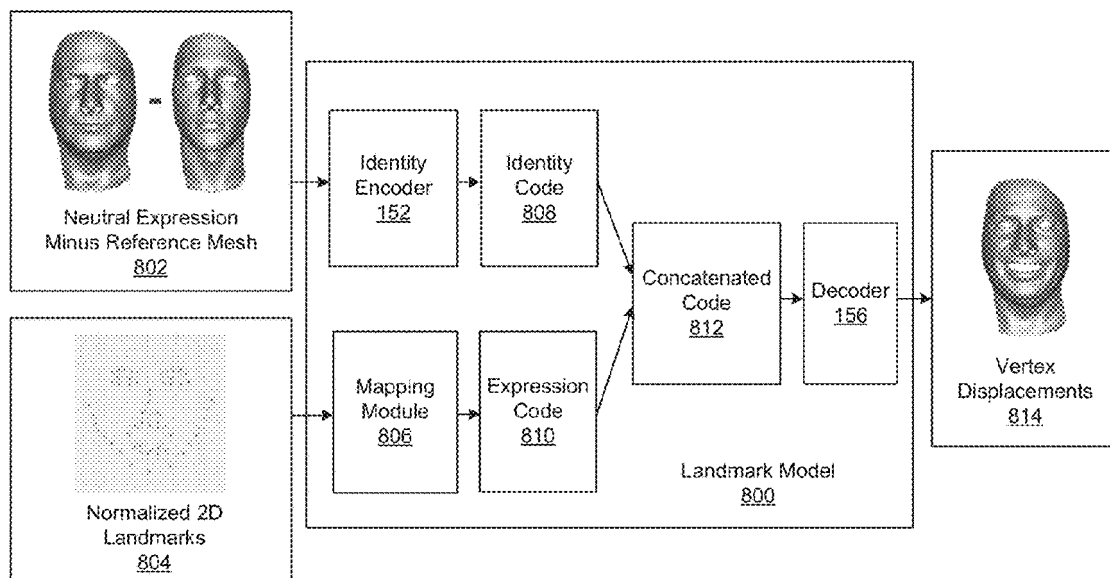 Neutral Expression
Minus Reference Mesh
802
Normalized 2D
Landmarks
804
Identity
Encoder
152
Identity
Code
808
Mapping
Module
806
Expression
Code
810
Concatenated
Code
812
Decoder
156
Landmark Model
800
Vertex
Displacements
814